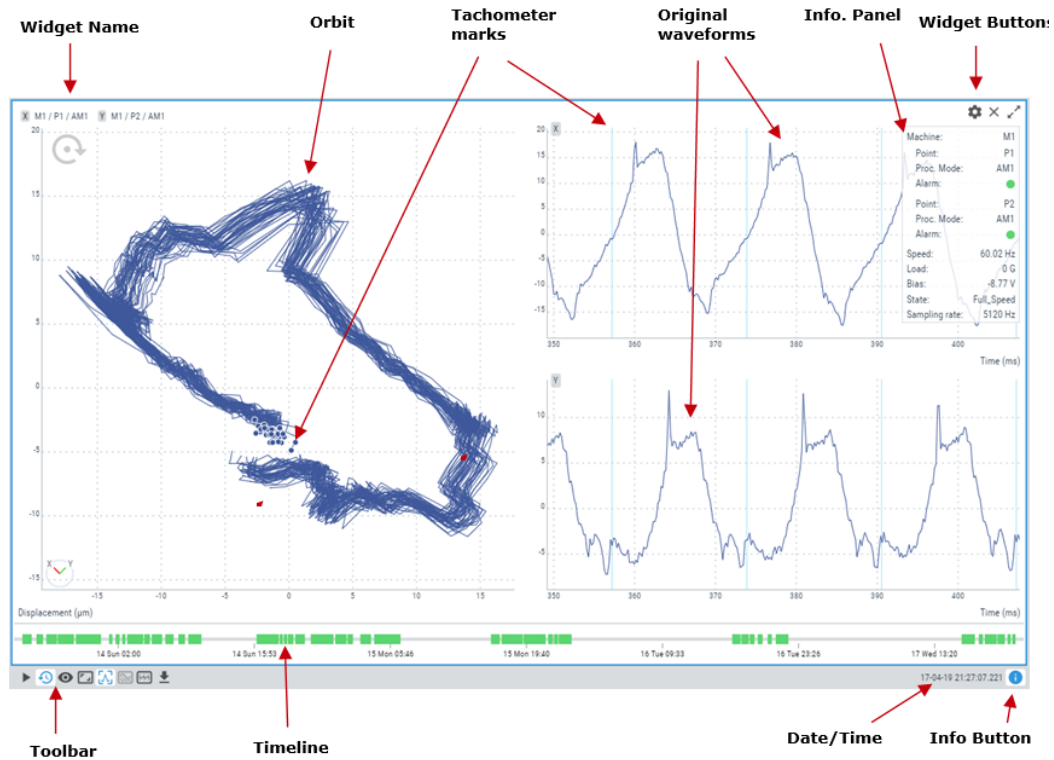 Widget Name
Orbit
Tachometer
marks
Original
waveforms
Info. Panel
Widget Buttons
X M1 / P1 / AM1 Y M1 / P2 / AM1
20
15
10
5
0
-5
-10
-15
-15 -10 -5 0 5 10 15
X Y
Displacement (µm)
X
20
15
10
5
0
-5
-10
-15
350 360 370 380 390 400
Time (ms)
Machine: M1
Point: P1
Proc. Mode: AM1
Alarm:
Point: P2
Proc. Mode: AM1
Alarm:
Speed: 60.02 Hz
Load: 0 G
Bias: -8.77 V
State: Full_Speed
Sampling rate: 5120 Hz
Y
10
5
0
-5
350 360 370 380 390 400
Time (ms)
14 Sun 02:00 14 Sun 15:53 15 Mon 05:46 15 Mon 19:40 16 Tue 09:33 16 Tue 23:26 17 Wed 13:20
17-04-19 21:27:07.221
Toolbar
Timeline
Date/Time
Info Button